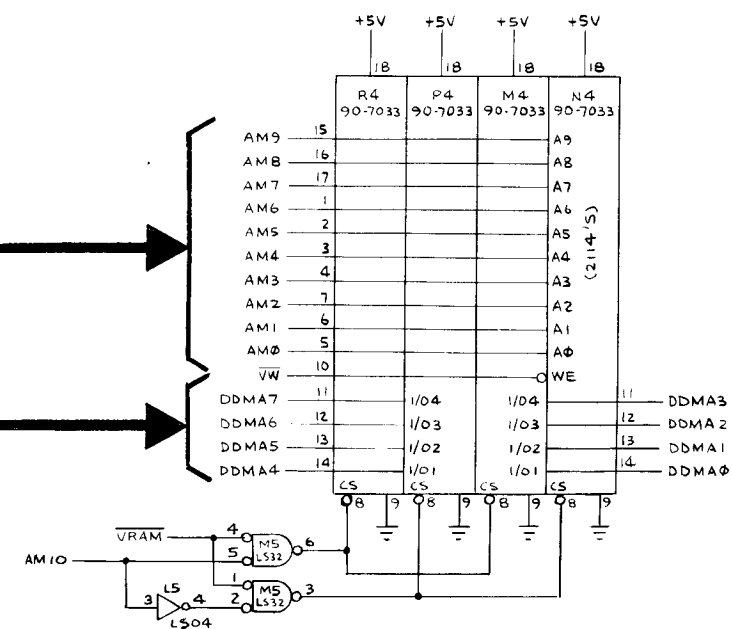 +5V +5V +5V +5V
18 18 18 18
R4 P4 M4 N4
90-7033 90-7033 90-7033 90-7033
AM9 15 A9
AM8 16 A8
AM7 17 A7
AM6 1 A6
AM5 2 A5
AM4 3 A4
AM3 4 A3
AM2 7 A2
AM1 6 A1
AMØ 5 AØ
(2114'S)
VW 10 WE
DDMA7 11 I/O4 I/O4 11 DDMA3
DDMA6 12 I/O3 I/O3 12 DDMA2
DDMA5 13 I/O2 I/O2 13 DDMA1
DDMA4 14 I/O1 I/O1 14 DDMAØ
CS CS CS CS
8 9 8 9 8 9 8 9
VRAM 4 M5 6
AM10 5 LS32
1 M5 3
L5 2 LS32
3 4
LS04